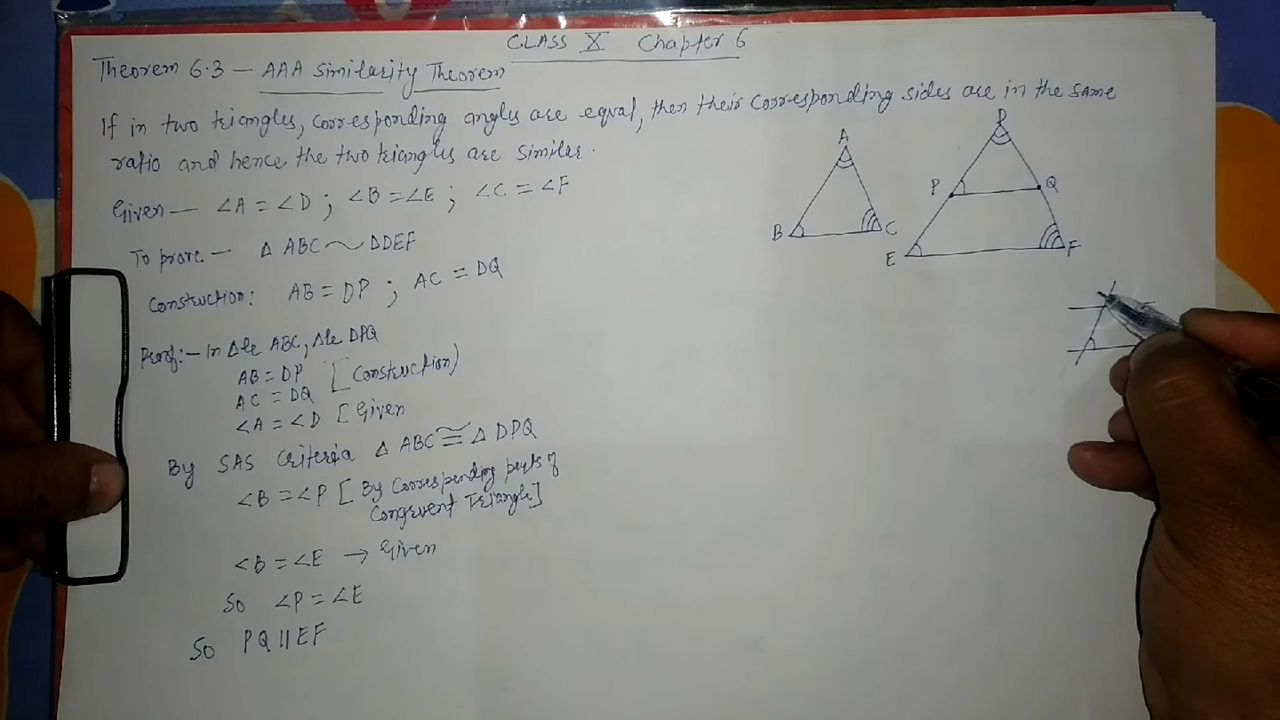 CLASS X Chapter 6
Theorem 6.3 — AAA Similarity Theorem
If in two triangles, corresponding angles are equal, then their corresponding sides are in the same
ratio and hence the two triangles are similar.
Given — ∠A = ∠D ; ∠B = ∠E ; ∠C = ∠F
To prove — Δ ABC ~ ΔDEF
Construction: AB = DP ; AC = DQ
Proof:- In Δle ABC, Δle DPQ
AB = DP [Construction)
AC = DQ
∠A = ∠D [Given
By SAS Criteria Δ ABC ≅ Δ DPQ
∠B = ∠P [By Corresponding parts of
Congruent Triangle]
∠B = ∠E → Given
So ∠P = ∠E
So PQ || EF
A
B
C
D
P
Q
E
F